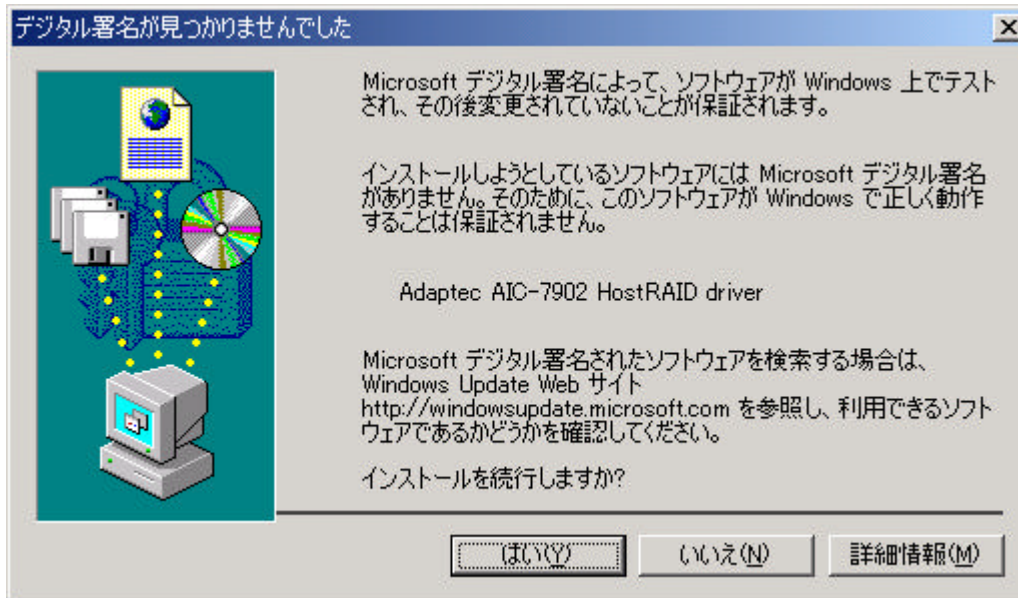 デジタル署名が見つかりませんでした
Microsoft デジタル署名によって、ソフトウェアが Windows 上でテスト
され、その後変更されていないことが保証されます。
インストールしようとしているソフトウェアには Microsoft デジタル署名
がありません。そのために、このソフトウェアが Windows で正しく動作
することは保証されません。
Adaptec AIC-7902 HostRAID driver
Microsoft デジタル署名されたソフトウェアを検索する場合は、
Windows Update Web サイト
http://windowsupdate.microsoft.com を参照し、利用できるソフト
ウェアであるかどうかを確認してください。
インストールを続行しますか?
はい(Y) いいえ(N) 詳細情報(M)